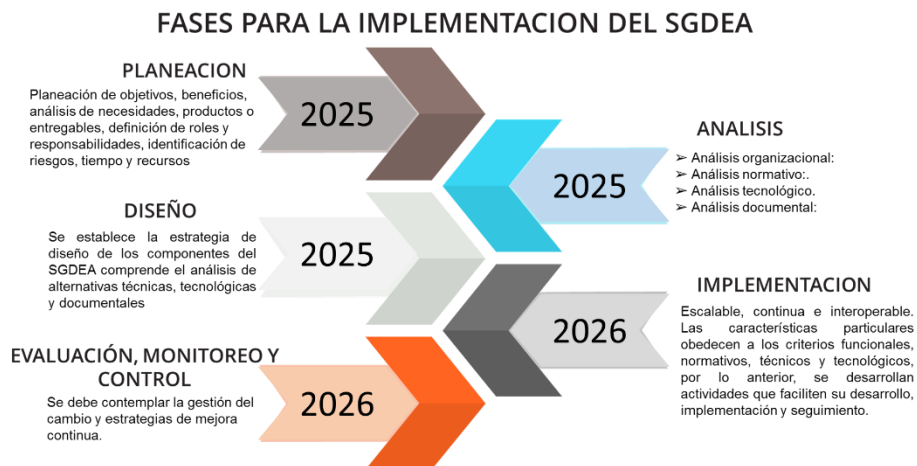 FASES PARA LA IMPLEMENTACION DEL SGDEA
PLANEACION
Planeación de objetivos, beneficios,
análisis de necesidades, productos o
entregables, definición de roles y
responsabilidades, identificación de
riesgos, tiempo y recursos
2025
ANALISIS
➢ Análisis organizacional:
➢ Análisis normativo:.
➢ Análisis tecnológico.
➢ Análisis documental:
2025
DISEÑO
Se establece la estrategia de
diseño de los componentes del
SGDEA comprende el análisis de
alternativas técnicas, tecnológicas
y documentales
2025
IMPLEMENTACION
Escalable, continua e interoperable.
Las características particulares
obedecen a los criterios funcionales,
normativos, técnicos y tecnológicos,
por lo anterior, se desarrollan
actividades que faciliten su desarrollo,
implementación y seguimiento.
2026
EVALUACIÓN, MONITOREO Y
CONTROL
Se debe contemplar la gestión del
cambio y estrategias de mejora
continua.
2026